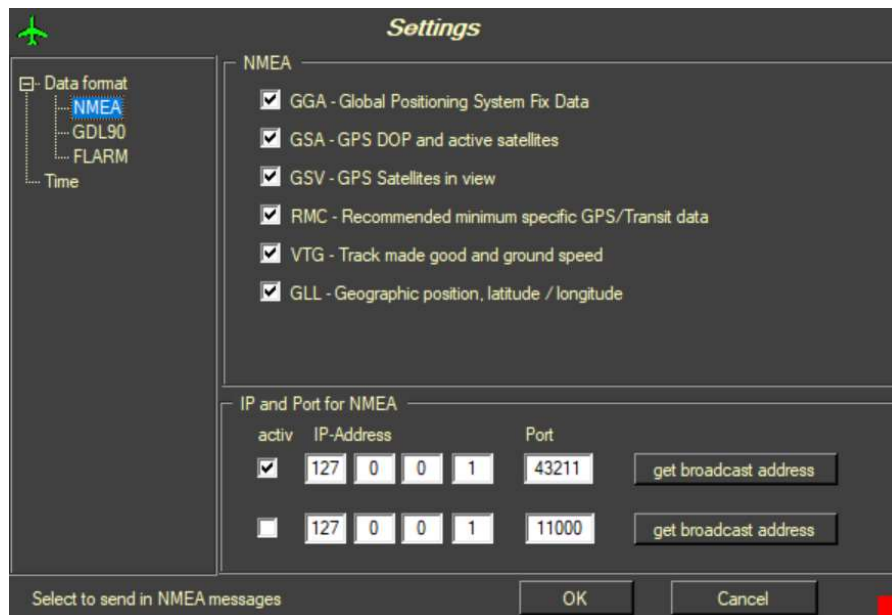 Settings
Data format
NMEA
GDL90
FLARM
Time
NMEA
GGA - Global Positioning System Fix Data
GSA - GPS DOP and active satellites
GSV - GPS Satellites in view
RMC - Recommended minimum specific GPS/Transit data
VTG - Track made good and ground speed
GLL - Geographic position, latitude / longitude
IP and Port for NMEA
activ IP-Address Port
127 0 0 1 43211 get broadcast address
127 0 0 1 11000 get broadcast address
Select to send in NMEA messages OK Cancel